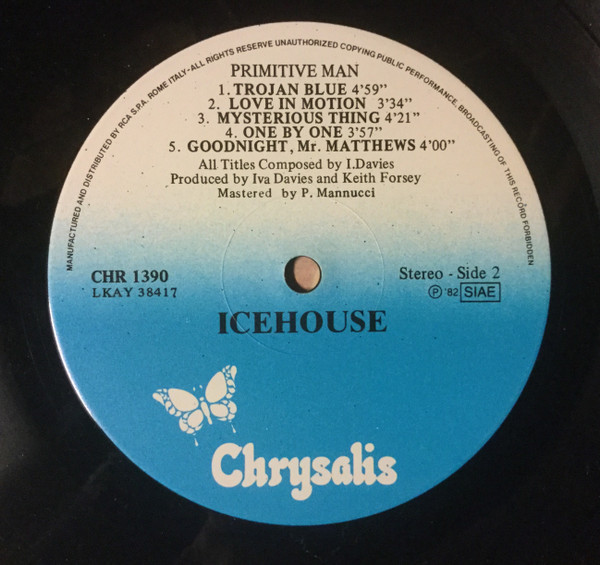 MANUFACTURED AND DISTRIBUTED BY RCA S.P.A. ROME ITALY-ALL RIGHTS RESERVE UNAUTHORIZED COPYING PUBLIC PERFORMANCE, BROADCASTING OF THIS RECORD FORBIDDEN
PRIMITIVE MAN
1. TROJAN BLUE 4'59"
2. LOVE IN MOTION 3'34"
3. MYSTERIOUS THING 4'21"
4. ONE BY ONE 3'57"
5. GOODNIGHT, Mr. MATTHEWS 4'00"
All Titles Composed by I.Davies
Produced by Iva Davies and Keith Forsey
Mastered by P. Mannucci
CHR 1390
LKAY 38417
Stereo - Side 2
℗ '82 SIAE
ICEHOUSE
Chrysalis